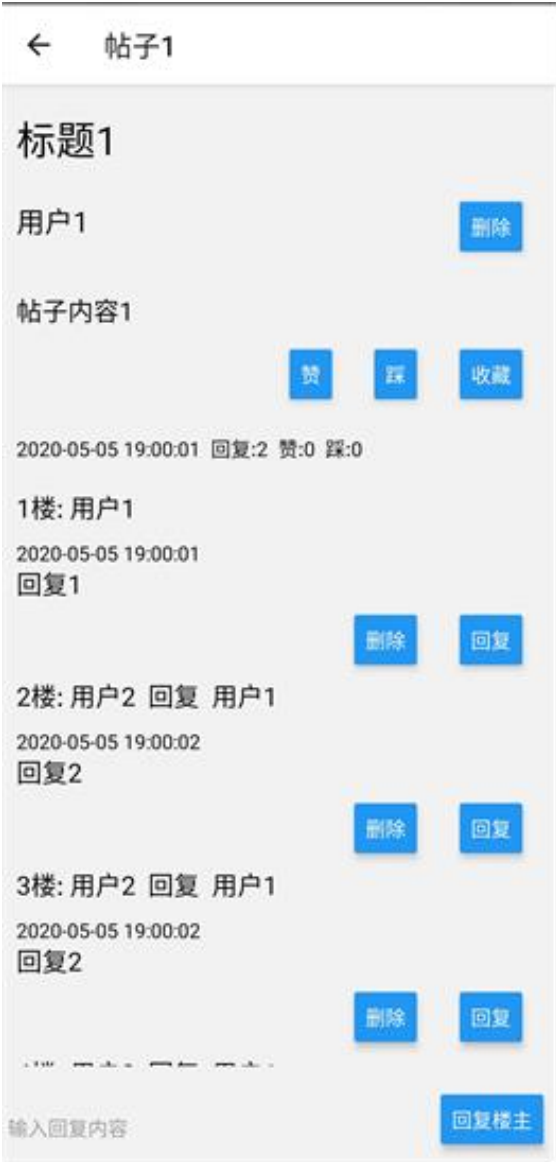 帖子1
标题1
用户1 删除
帖子内容1
赞 踩 收藏
2020-05-05 19:00:01 回复:2 赞:0 踩:0
1楼: 用户1
2020-05-05 19:00:01
回复1
删除 回复
2楼: 用户2 回复 用户1
2020-05-05 19:00:02
回复2
删除 回复
3楼: 用户2 回复 用户1
2020-05-05 19:00:02
回复2
删除 回复
输入回复内容 回复楼主